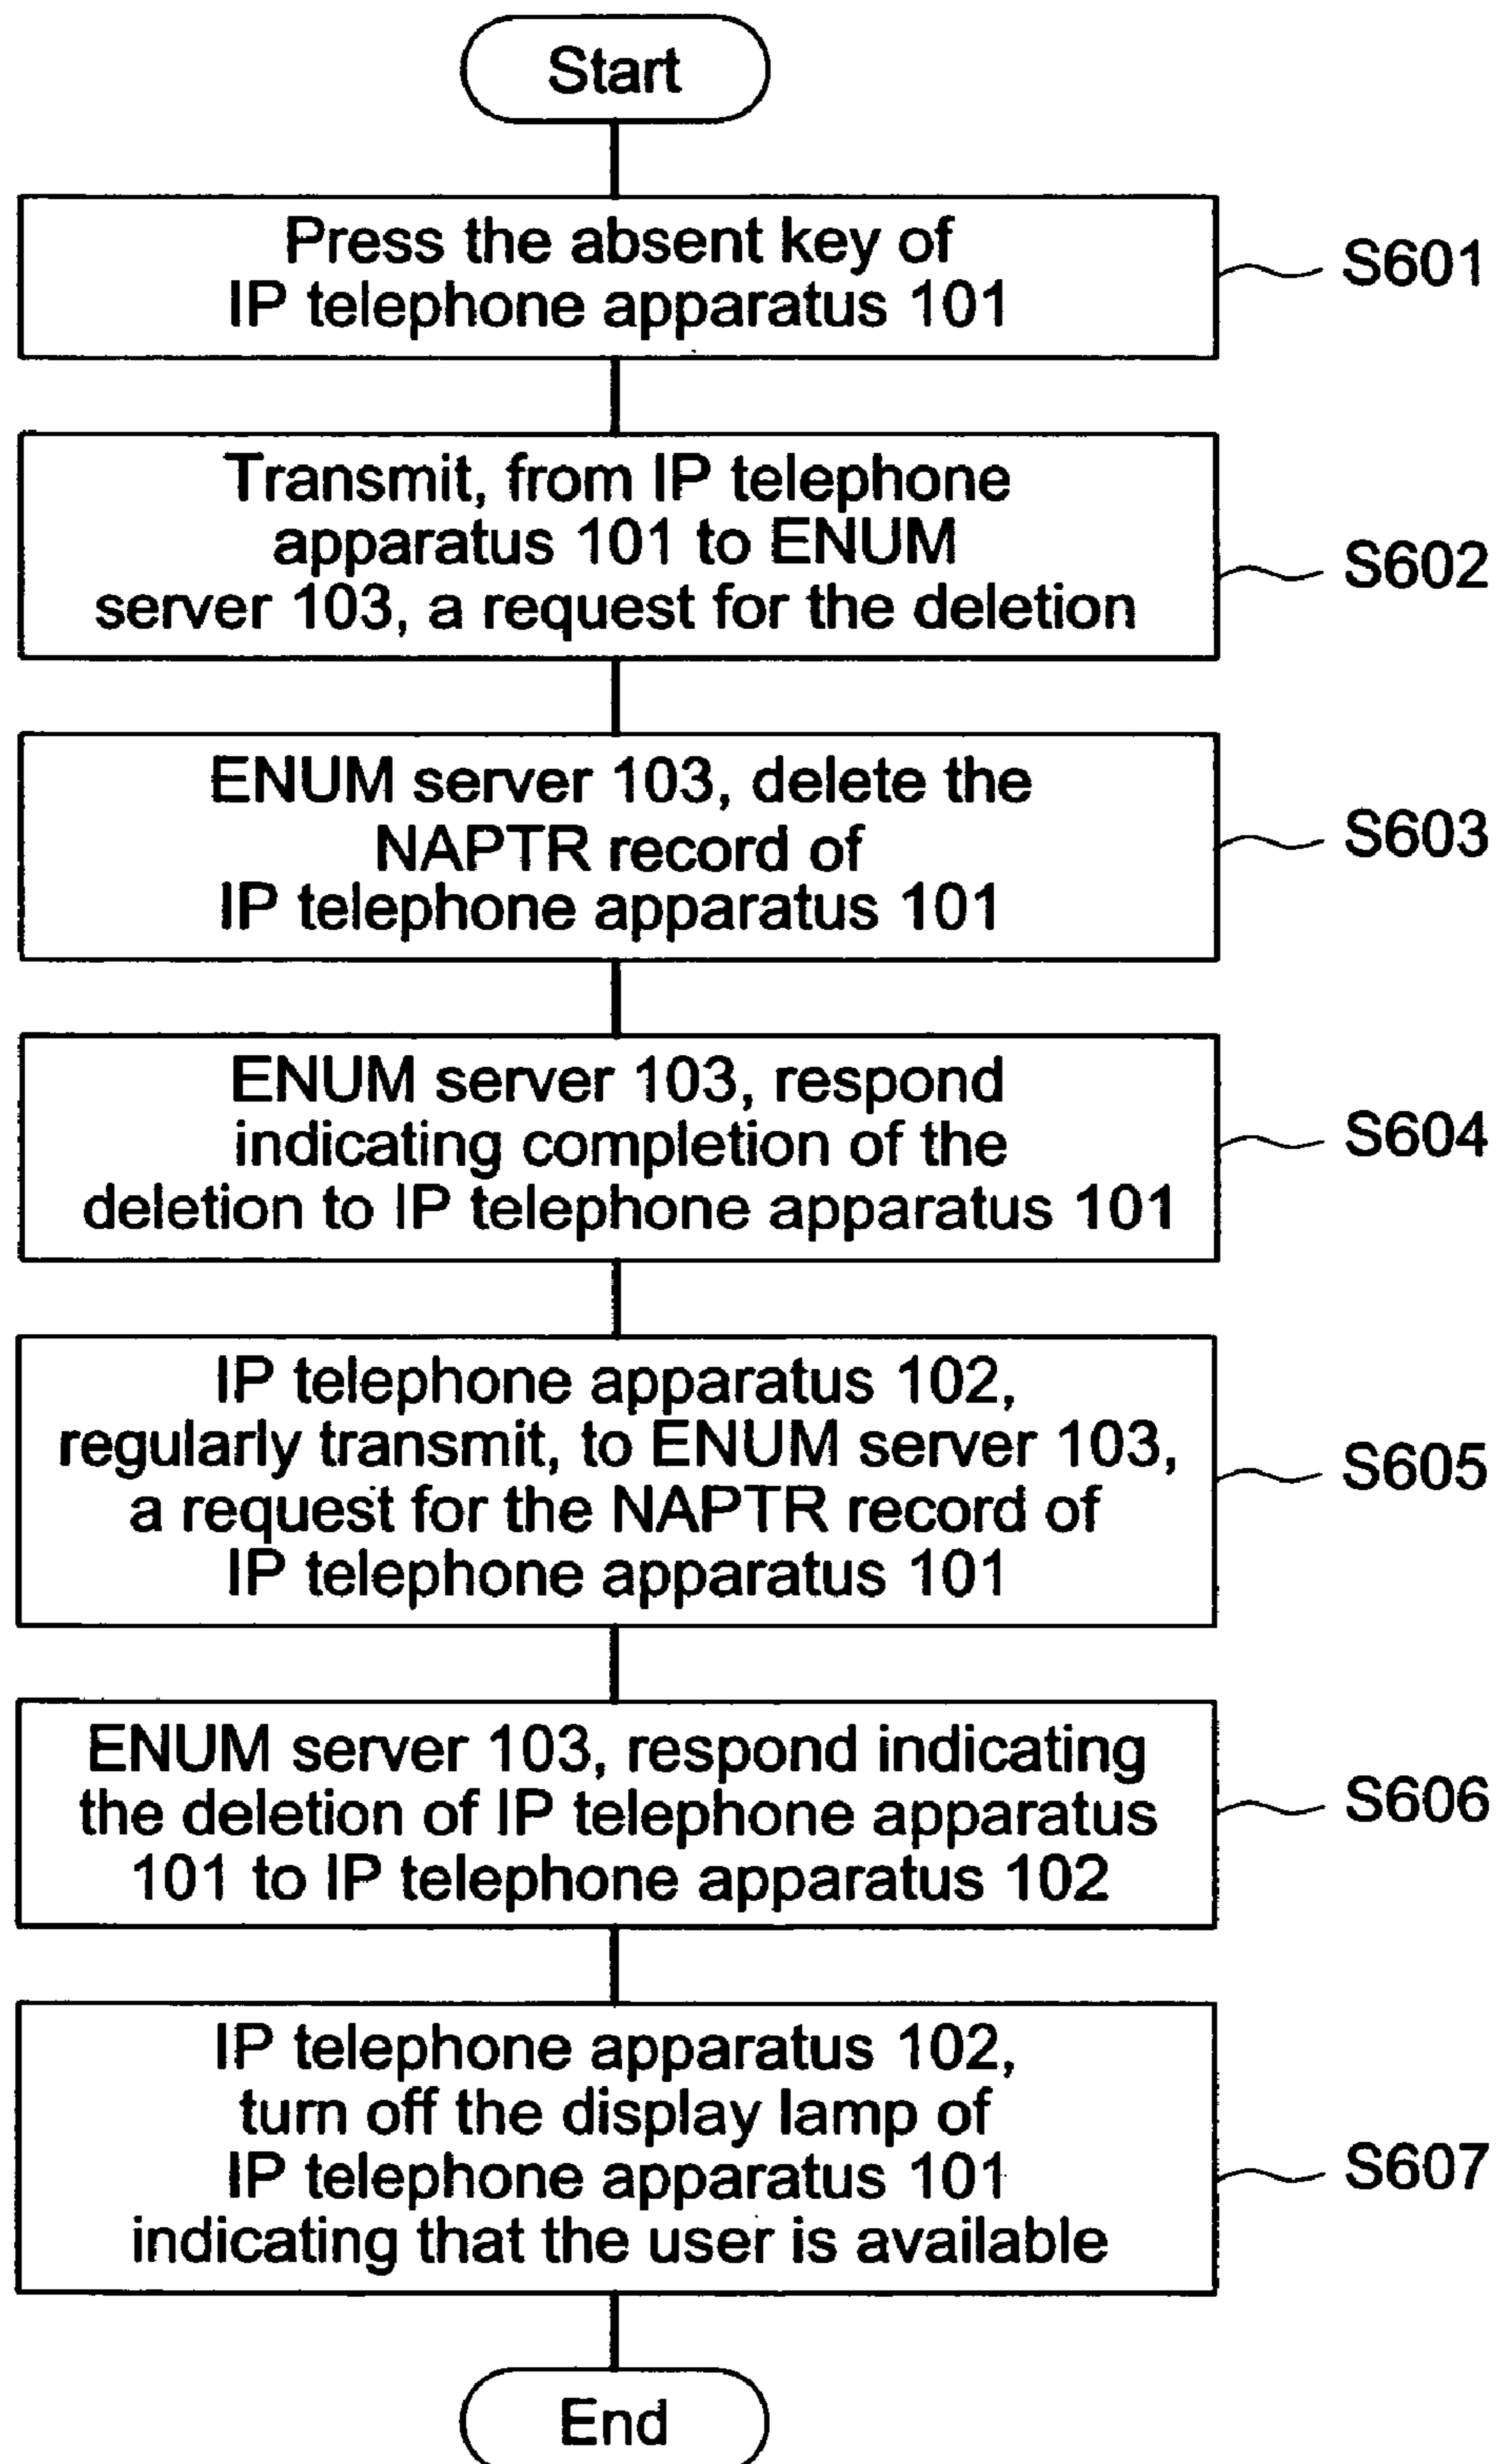 Start
Press the absent key of
IP telephone apparatus 101
S601
Transmit, from IP telephone
apparatus 101 to ENUM
server 103, a request for the deletion
S602
ENUM server 103, delete the
NAPTR record of
IP telephone apparatus 101
S603
ENUM server 103, respond
indicating completion of the
deletion to IP telephone apparatus 101
S604
IP telephone apparatus 102,
regularly transmit, to ENUM server 103,
a request for the NAPTR record of
IP telephone apparatus 101
S605
ENUM server 103, respond indicating
the deletion of IP telephone apparatus
101 to IP telephone apparatus 102
S606
IP telephone apparatus 102,
turn off the display lamp of
IP telephone apparatus 101
indicating that the user is available
S607
End